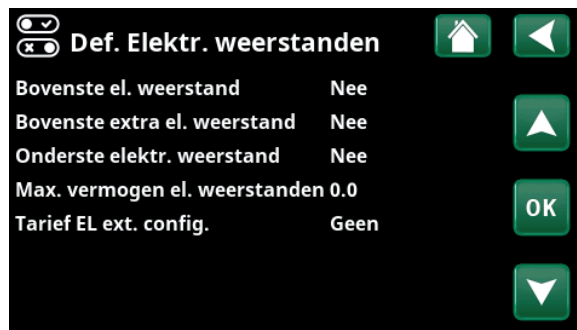 Def. Elektr. weerstanden
Bovenste el. weerstand Nee
Bovenste extra el. weerstand Nee
Onderste elektr. weerstand Nee
Max. vermogen el. weerstanden 0.0
Tarief EL ext. config. Geen
OK